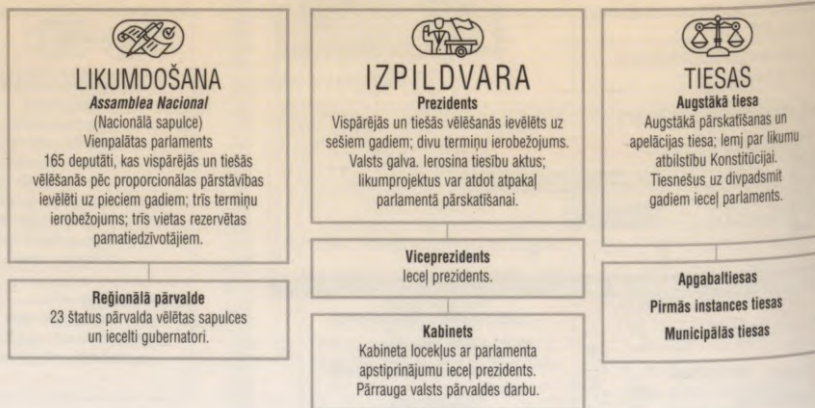 LIKUMDOŠANA
Assamblea Nacional
(Nacionālā sapulce)
Vienpalātas parlaments
165 deputāti, kas vispārējās un tiešās
vēlēšanās pēc proporcionālas pārstāvības
ievēlēti uz pieciem gadiem; trīs termiņu
ierobežojums; trīs vietas rezervētas
pamatiedzīvotājiem.
Reģionālā pārvalde
23 štatus pārvalda vēlētas sapulces
un iecelti gubernatori.
IZPILDVARA
Prezidents
Vispārējās un tiešās vēlēšanās ievēlēts uz
sešiem gadiem; divu termiņu ierobežojums.
Valsts galva. Ierosina tiesību aktus;
likumprojektus var atdot atpakaļ
parlamentā pārskatīšanai.
Viceprezidents
Ieceļ prezidents.
Kabinets
Kabineta locekļus ar parlamenta
apstiprinājumu ieceļ prezidents.
Pārrauga valsts pārvaldes darbu.
TIESAS
Augstākā tiesa
Augstākā pārskatīšanas un
apelācijas tiesa; lemj par likumu
atbilstību Konstitūcijai.
Tiesnešus uz divpadsmit
gadiem ieceļ parlaments.
Apgabaltiesas
Pirmās instances tiesas
Municipālās tiesas